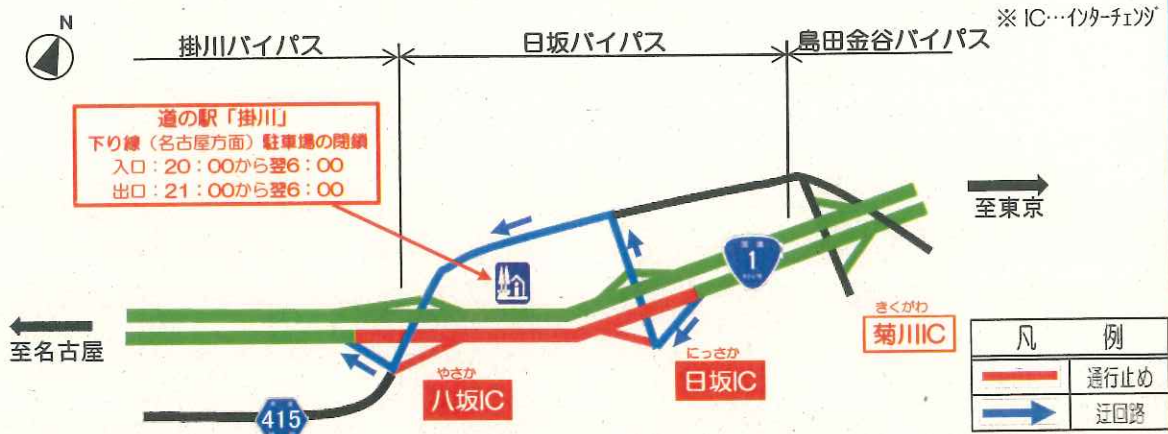 ※ IC…インターチェンジ
N
掛川バイパス
日坂バイパス
島田金谷バイパス
道の駅「掛川」
下り線（名古屋方面）駐車場の閉鎖
入口：20：00から翌6：00
出口：21：00から翌6：00
至東京
1
きくがわ
菊川IC
至名古屋
にっさか
日坂IC
やさか
八坂IC
415
凡 例
通行止め
迂回路